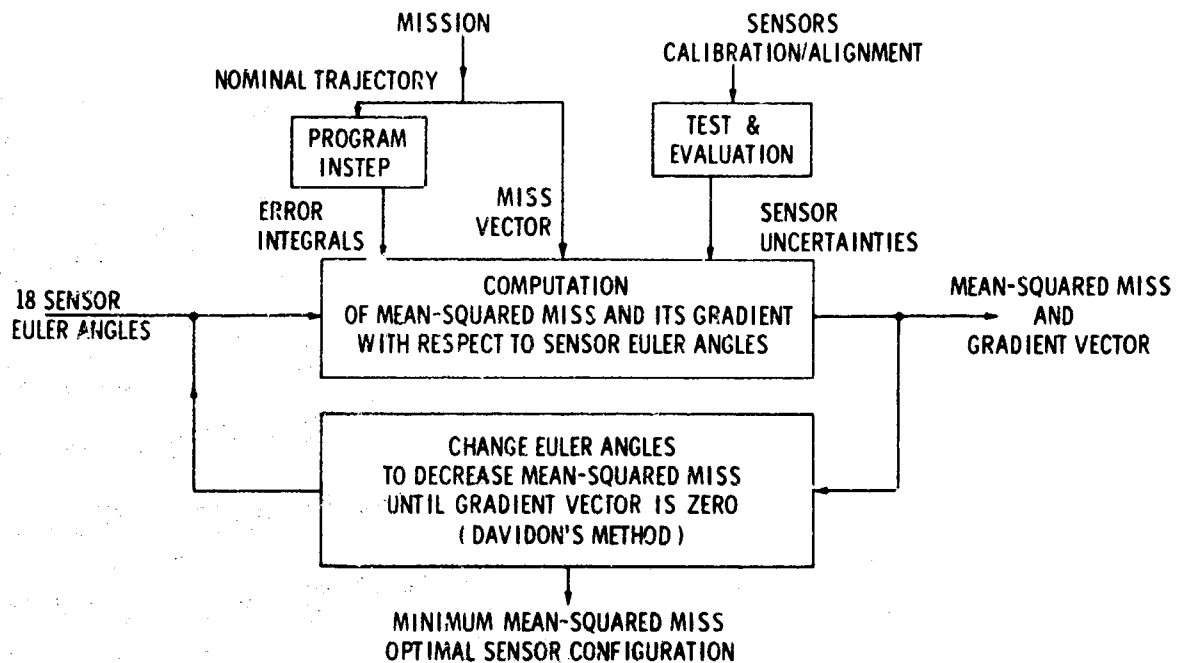 MISSION
SENSORS
CALIBRATION/ALIGNMENT
NOMINAL TRAJECTORY
PROGRAM
INSTEP
TEST &
EVALUATION
ERROR
INTEGRALS
MISS
VECTOR
SENSOR
UNCERTAINTIES
18 SENSOR
EULER ANGLES
COMPUTATION
OF MEAN-SQUARED MISS AND ITS GRADIENT
WITH RESPECT TO SENSOR EULER ANGLES
MEAN-SQUARED MISS
AND
GRADIENT VECTOR
CHANGE EULER ANGLES
TO DECREASE MEAN-SQUARED MISS
UNTIL GRADIENT VECTOR IS ZERO
(DAVIDON'S METHOD)
MINIMUM MEAN-SQUARED MISS
OPTIMAL SENSOR CONFIGURATION